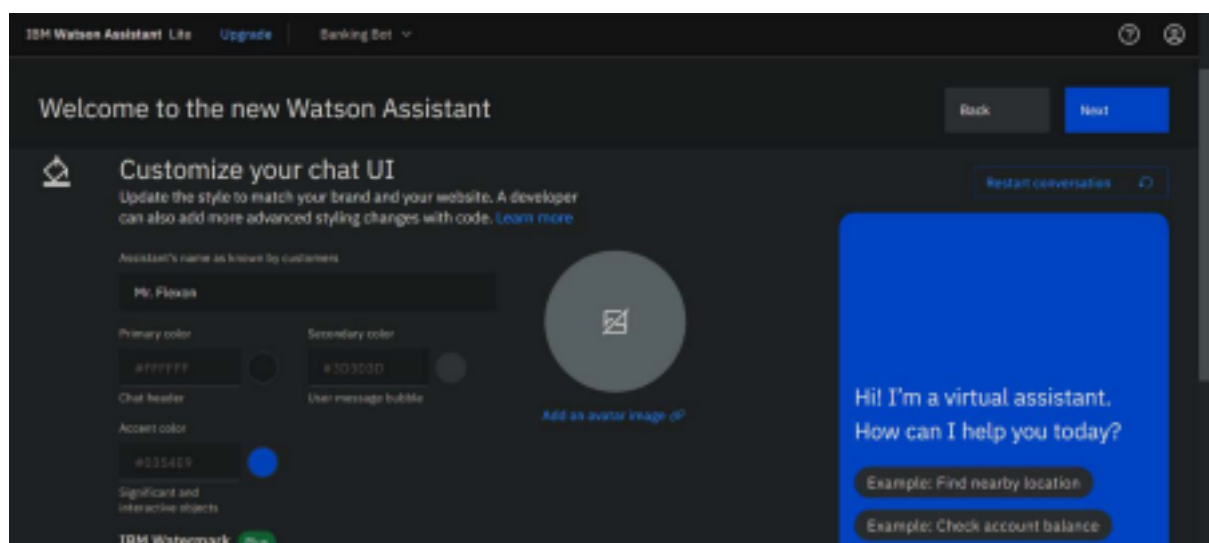 IBM Watson Assistant Lite Upgrade Banking Bot
Welcome to the new Watson Assistant
Back
Next
Customize your chat UI
Update the style to match your brand and your website. A developer
can also add more advanced styling changes with code. Learn more
Restart conversation
Assistant's name as known by customers
Mr. Flexon
Primary color
Secondary color
#FFFFFF
#3D3D3D
Chat header
User message bubble
Add an avatar image
Accent color
#0354E9
Significant and
interactive objects
IBM Watermark Plus
Hi! I'm a virtual assistant.
How can I help you today?
Example: Find nearby location
Example: Check account balance